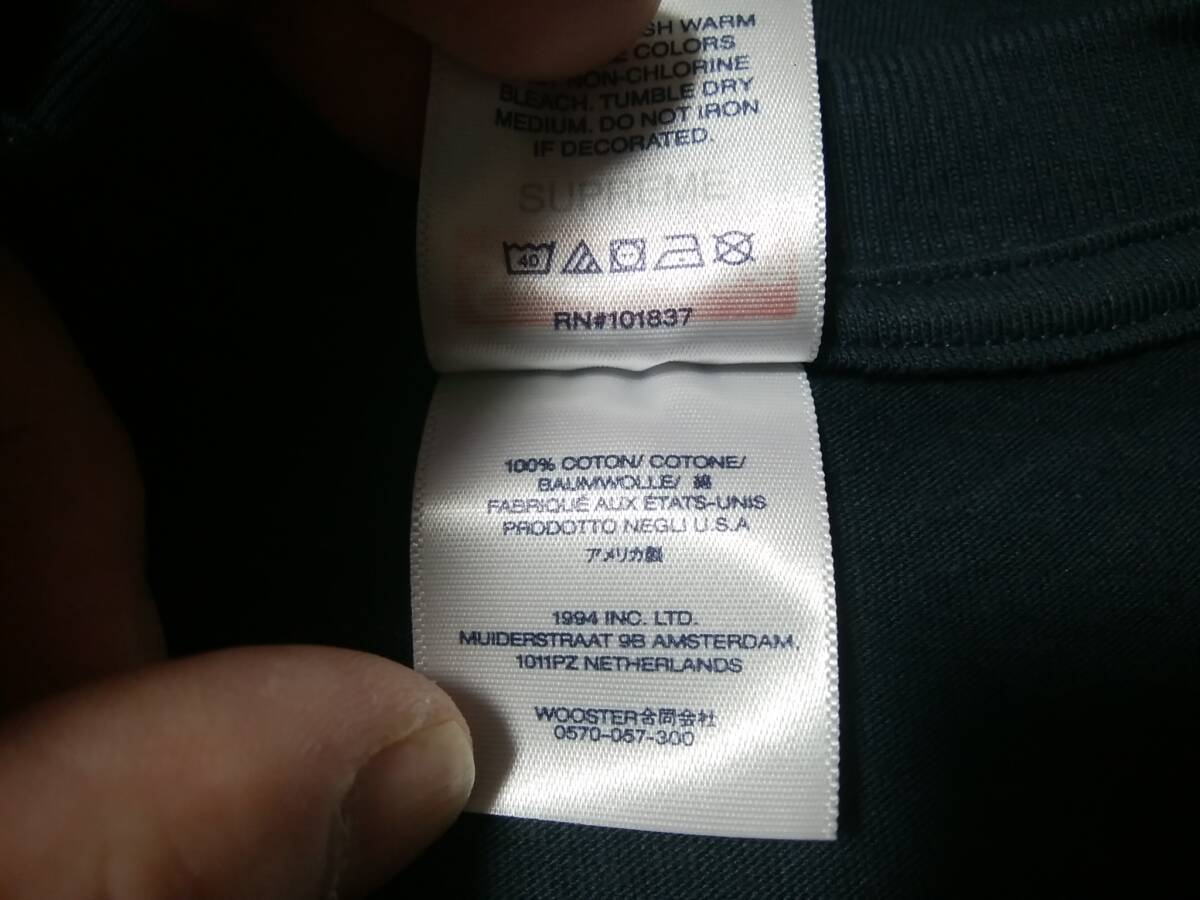 WARM
COLORS
NON-CHLORINE
BLEACH. TUMBLE DRY
MEDIUM. DO NOT IRON
IF DECORATED.
SUPREME
40
RN#101837
100% COTON/ COTONE/
BAUMWOLLE/ 綿
FABRIQUÉ AUX ÉTATS-UNIS
PRODOTTO NEGLI U.S.A
アメリカ製
1994 INC. LTD.
MUIDERSTRAAT 9B AMSTERDAM,
1011PZ NETHERLANDS
WOOSTER合同会社
0570-057-300